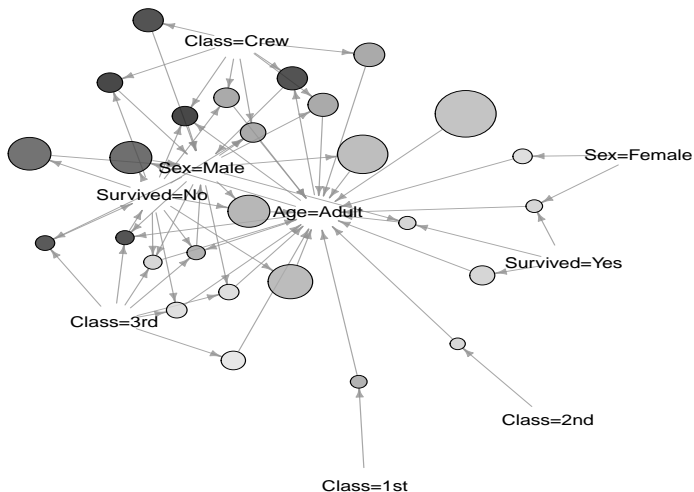 Class=Crew
Sex=Female
Sex=Male
Survived=No
Age=Adult
Survived=Yes
Class=3rd
Class=2nd
Class=1st